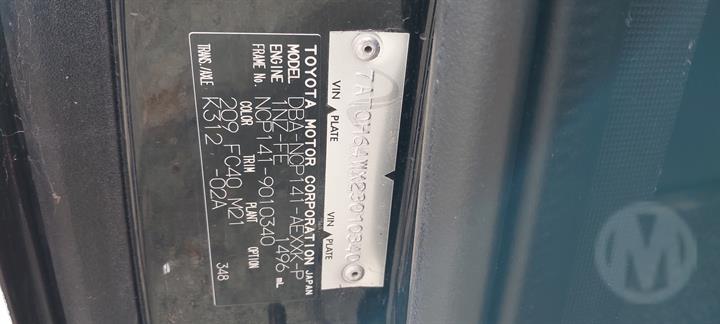 VIN PLATE VIN PLATE
7AT0H64WX23010340
TOYOTA MOTOR CORPORATION JAPAN
MODEL DBA-NCP141-AEXXK-P
ENGINE 1NZ-FE 1496 mL
FRAME No. NCP141-9010340
COLOR TRIM PLANT OPTION
209 FC40 M21 348
TRANS./AXLE K312 -02A
M